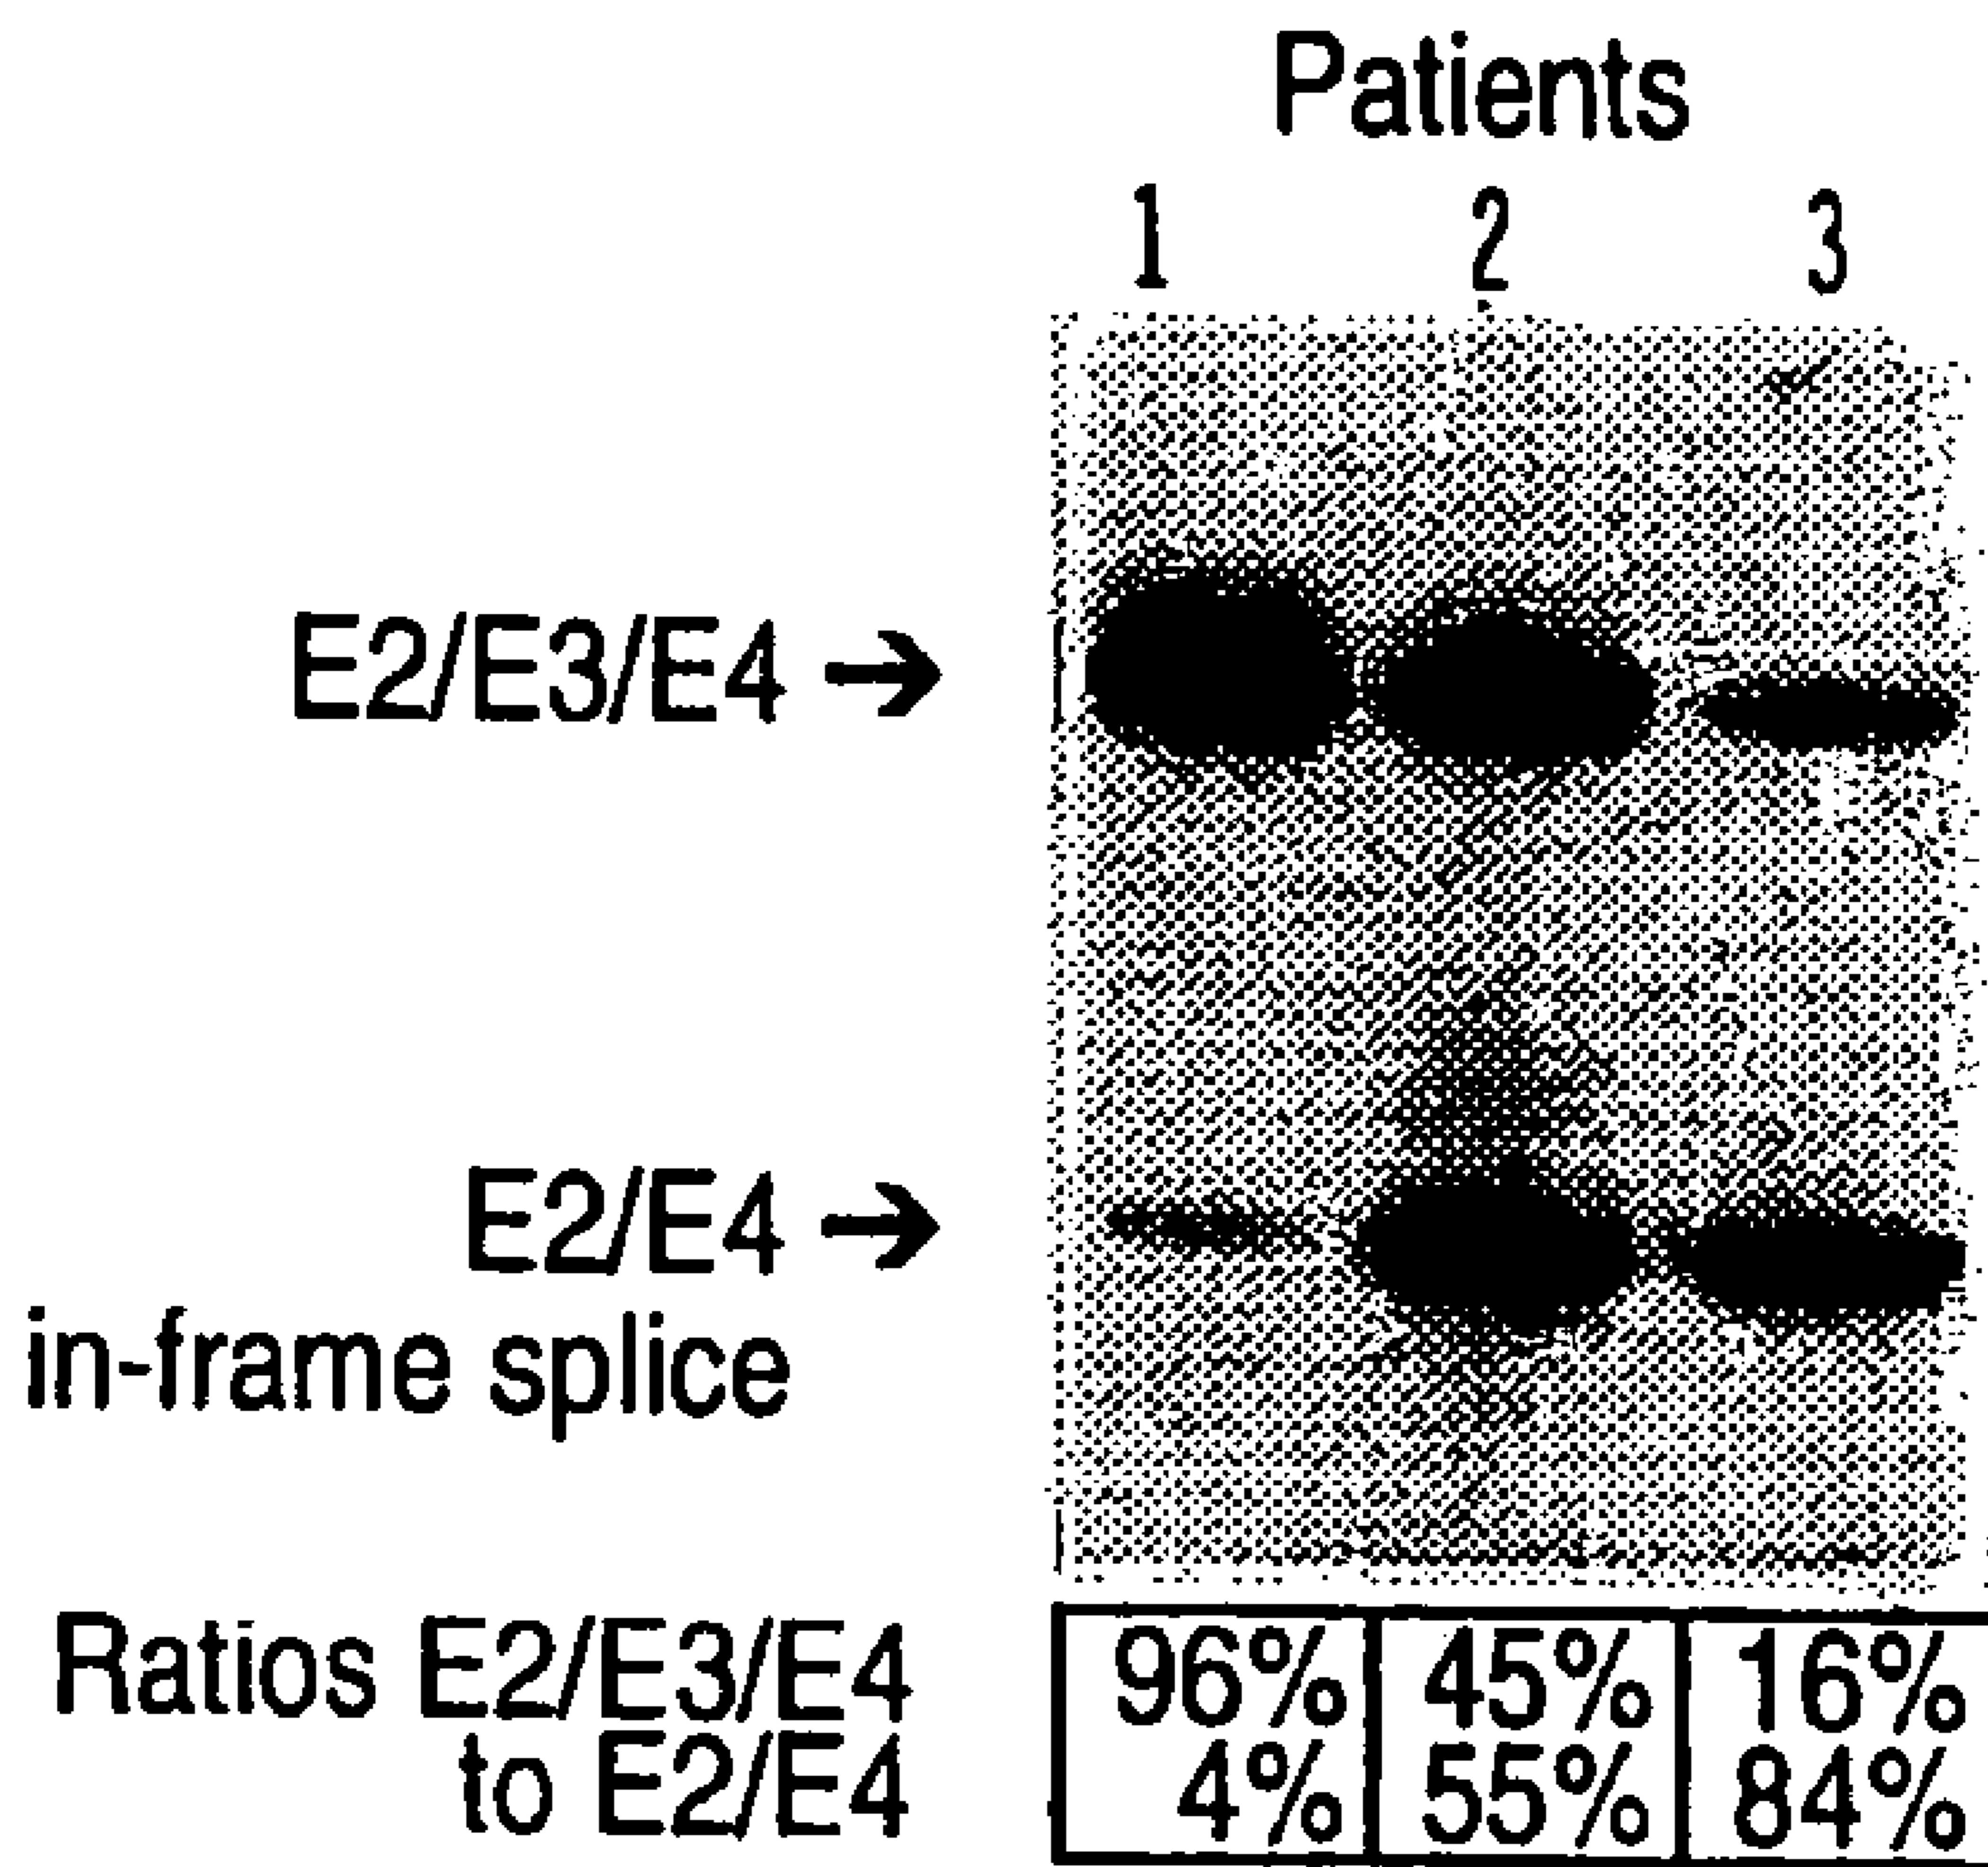 Patients
1 2 3
E2/E3/E4 →
E2/E4 →
in-frame splice
Ratios E2/E3/E4 96% 45% 16%
to E2/E4 4% 55% 84%